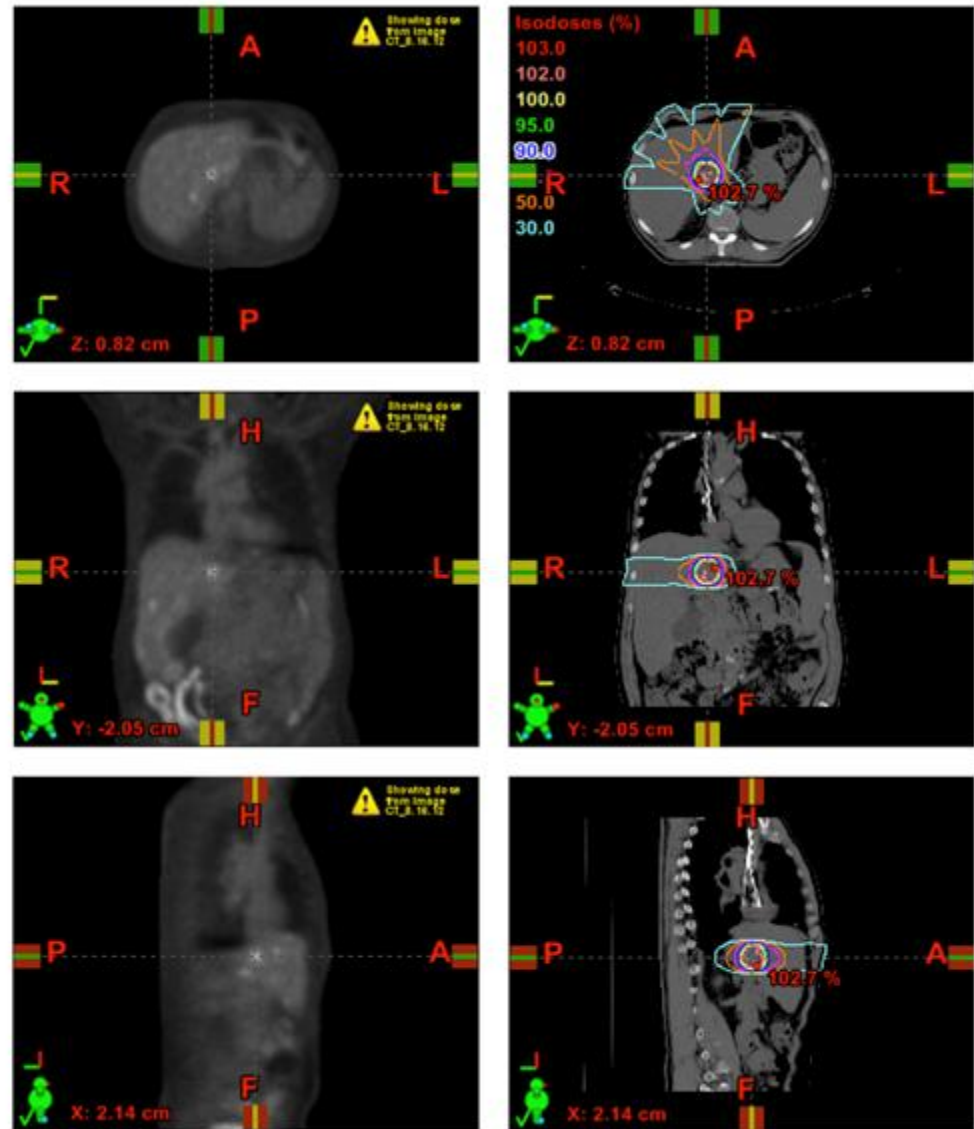 Showing dose
from Image
CT_8.16.12
A
R
L
P
Z: 0.82 cm
Isodoses (%)
103.0
102.0
100.0
95.0
90.0
50.0
30.0
A
R
L
102.7 %
P
Z: 0.82 cm
Showing dose
from Image
CT_8.16.12
H
R
L
F
L
Y: -2.05 cm
H
R
L
102.7 %
F
L
Y: -2.05 cm
Showing dose
from Image
CT_8.16.12
H
P
A
F
X: 2.14 cm
H
P
A
102.7 %
F
X: 2.14 cm